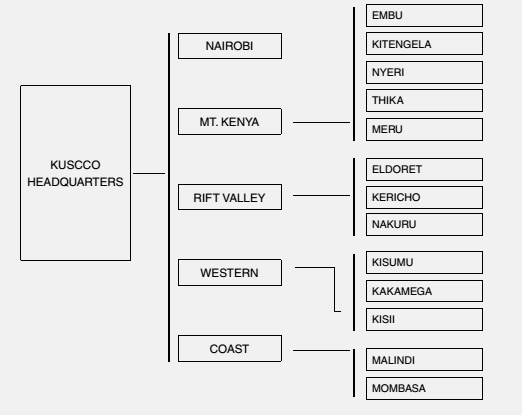 KUSCCO
HEADQUARTERS
NAIROBI
MT. KENYA
RIFT VALLEY
WESTERN
COAST
EMBU
KITENGELA
NYERI
THIKA
MERU
ELDORET
KERICHO
NAKURU
KISUMU
KAKAMEGA
KISII
MALINDI
MOMBASA